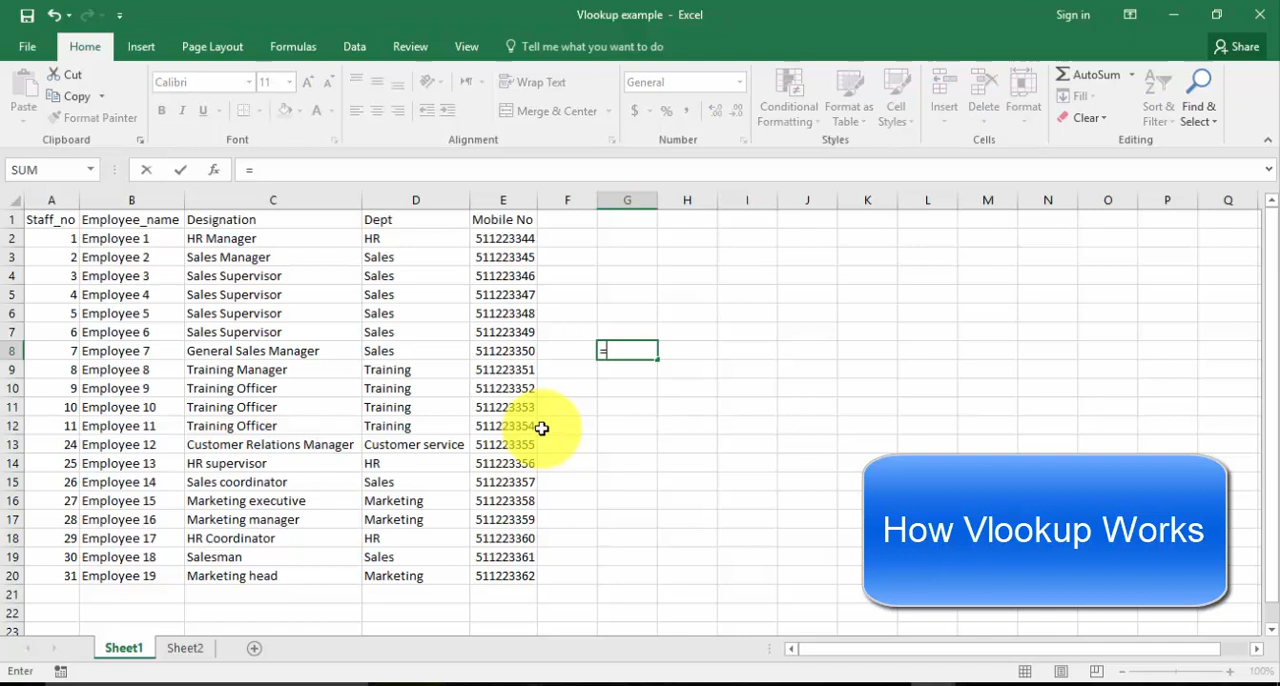 Vlookup example - Excel
Sign in
File Home Insert Page Layout Formulas Data Review View Tell me what you want to do Share
Paste
Cut
Copy
Format Painter
Clipboard
Calibri 11
B I U A
Font
Wrap Text
Merge & Center
Alignment
General
$ % ,
Number
Conditional Formatting
Format as Table
Cell Styles
Styles
Insert Delete Format
Cells
AutoSum
Fill
Clear
Sort & Filter
Find & Select
Editing
SUM fx =
A B C D E F G H I J K L M N O P Q
1 Staff_no Employee_name Designation Dept Mobile No
2 1 Employee 1 HR Manager HR 511223344
3 2 Employee 2 Sales Manager Sales 511223345
4 3 Employee 3 Sales Supervisor Sales 511223346
5 4 Employee 4 Sales Supervisor Sales 511223347
6 5 Employee 5 Sales Supervisor Sales 511223348
7 6 Employee 6 Sales Supervisor Sales 511223349
8 7 Employee 7 General Sales Manager Sales 511223350 =
9 8 Employee 8 Training Manager Training 511223351
10 9 Employee 9 Training Officer Training 511223352
11 10 Employee 10 Training Officer Training 511223353
12 11 Employee 11 Training Officer Training 511223354
13 24 Employee 12 Customer Relations Manager Customer service 511223355
14 25 Employee 13 HR supervisor HR 511223356
15 26 Employee 14 Sales coordinator Sales 511223357
16 27 Employee 15 Marketing executive Marketing 511223358
17 28 Employee 16 Marketing manager Marketing 511223359
18 29 Employee 17 HR Coordinator HR 511223360
19 30 Employee 18 Salesman Sales 511223361
20 31 Employee 19 Marketing head Marketing 511223362
21
22
23
How Vlookup Works
Sheet1 Sheet2
Enter 100%